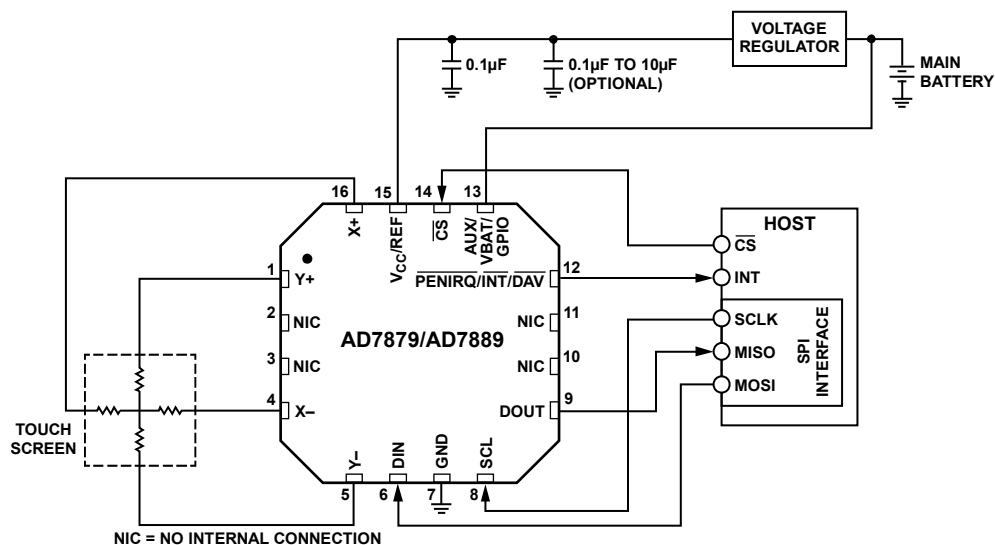 VOLTAGE
REGULATOR
0.1µF
0.1µF TO 10µF
(OPTIONAL)
MAIN
BATTERY
16
15
14
13
X+
VCC/REF
CS
AUX/
VBAT/
GPIO
HOST
CS
INT
SCLK
MISO
MOSI
SPI
INTERFACE
1
Y+
2
NIC
3
NIC
4
X–
AD7879/AD7889
PENIRQ/INT/DAV
12
NIC
11
NIC
10
DOUT
9
TOUCH
SCREEN
Y–
DIN
GND
SCL
5
6
7
8
NIC = NO INTERNAL CONNECTION